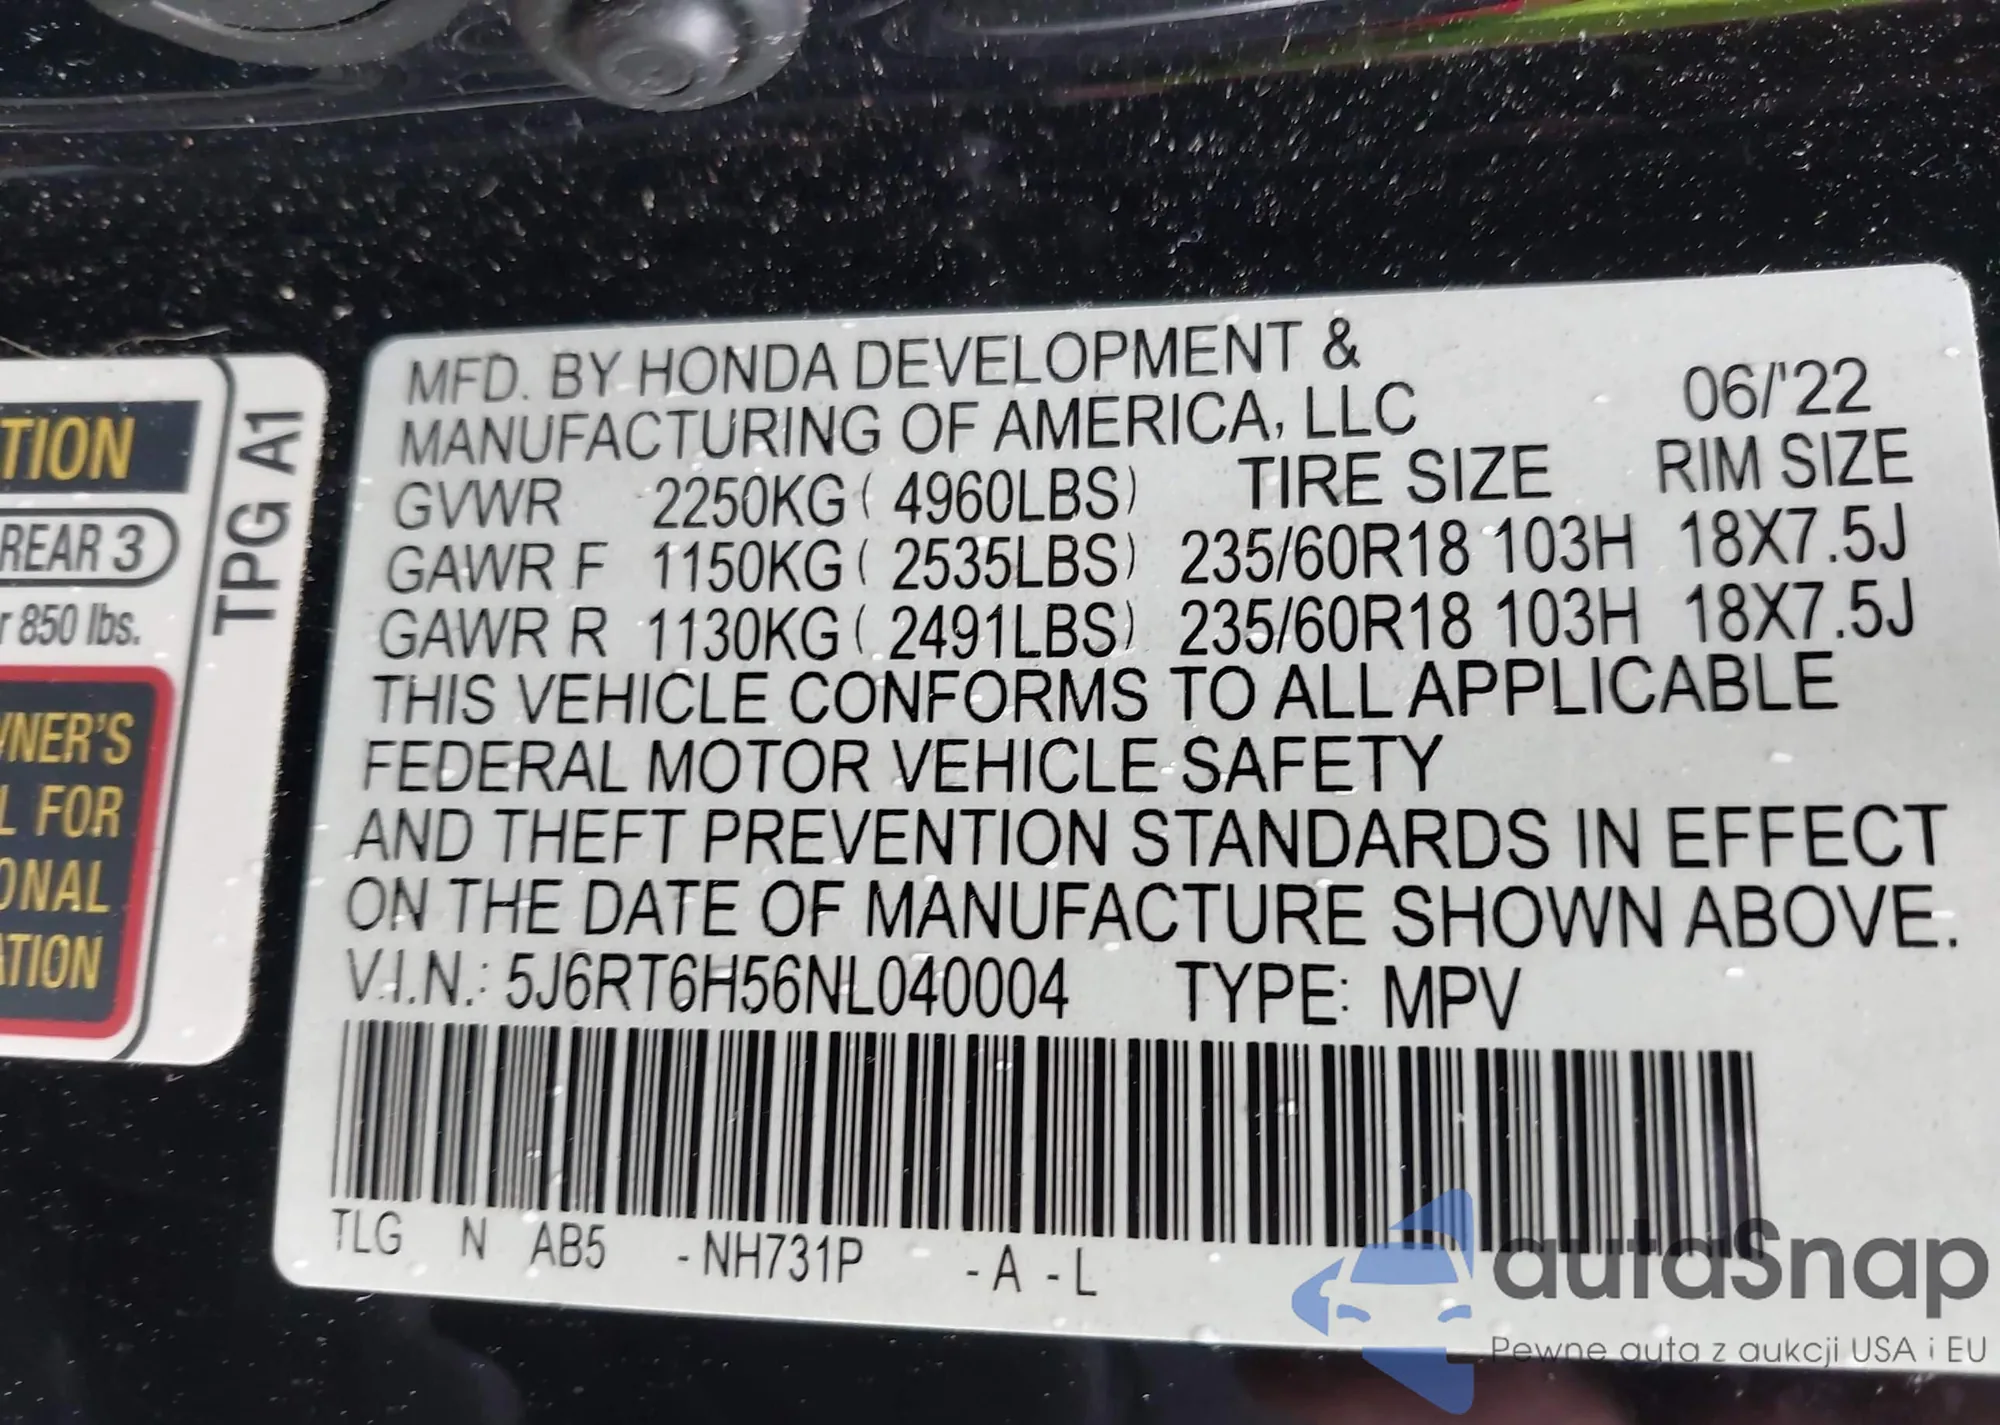 TION
REAR 3
r 850 lbs.
NER'S
L FOR
ONAL
ATION
TPG A1
MFD. BY HONDA DEVELOPMENT &
MANUFACTURING OF AMERICA, LLC 06/'22
GVWR 2250KG ( 4960LBS) TIRE SIZE RIM SIZE
GAWR F 1150KG ( 2535LBS) 235/60R18 103H 18X7.5J
GAWR R 1130KG ( 2491LBS) 235/60R18 103H 18X7.5J
THIS VEHICLE CONFORMS TO ALL APPLICABLE
FEDERAL MOTOR VEHICLE SAFETY
AND THEFT PREVENTION STANDARDS IN EFFECT
ON THE DATE OF MANUFACTURE SHOWN ABOVE.
V.I.N.: 5J6RT6H56NL040004 TYPE: MPV
TLG N AB5 -NH731P -A -L
autaSnap
Pewne auta z aukcji USA i EU